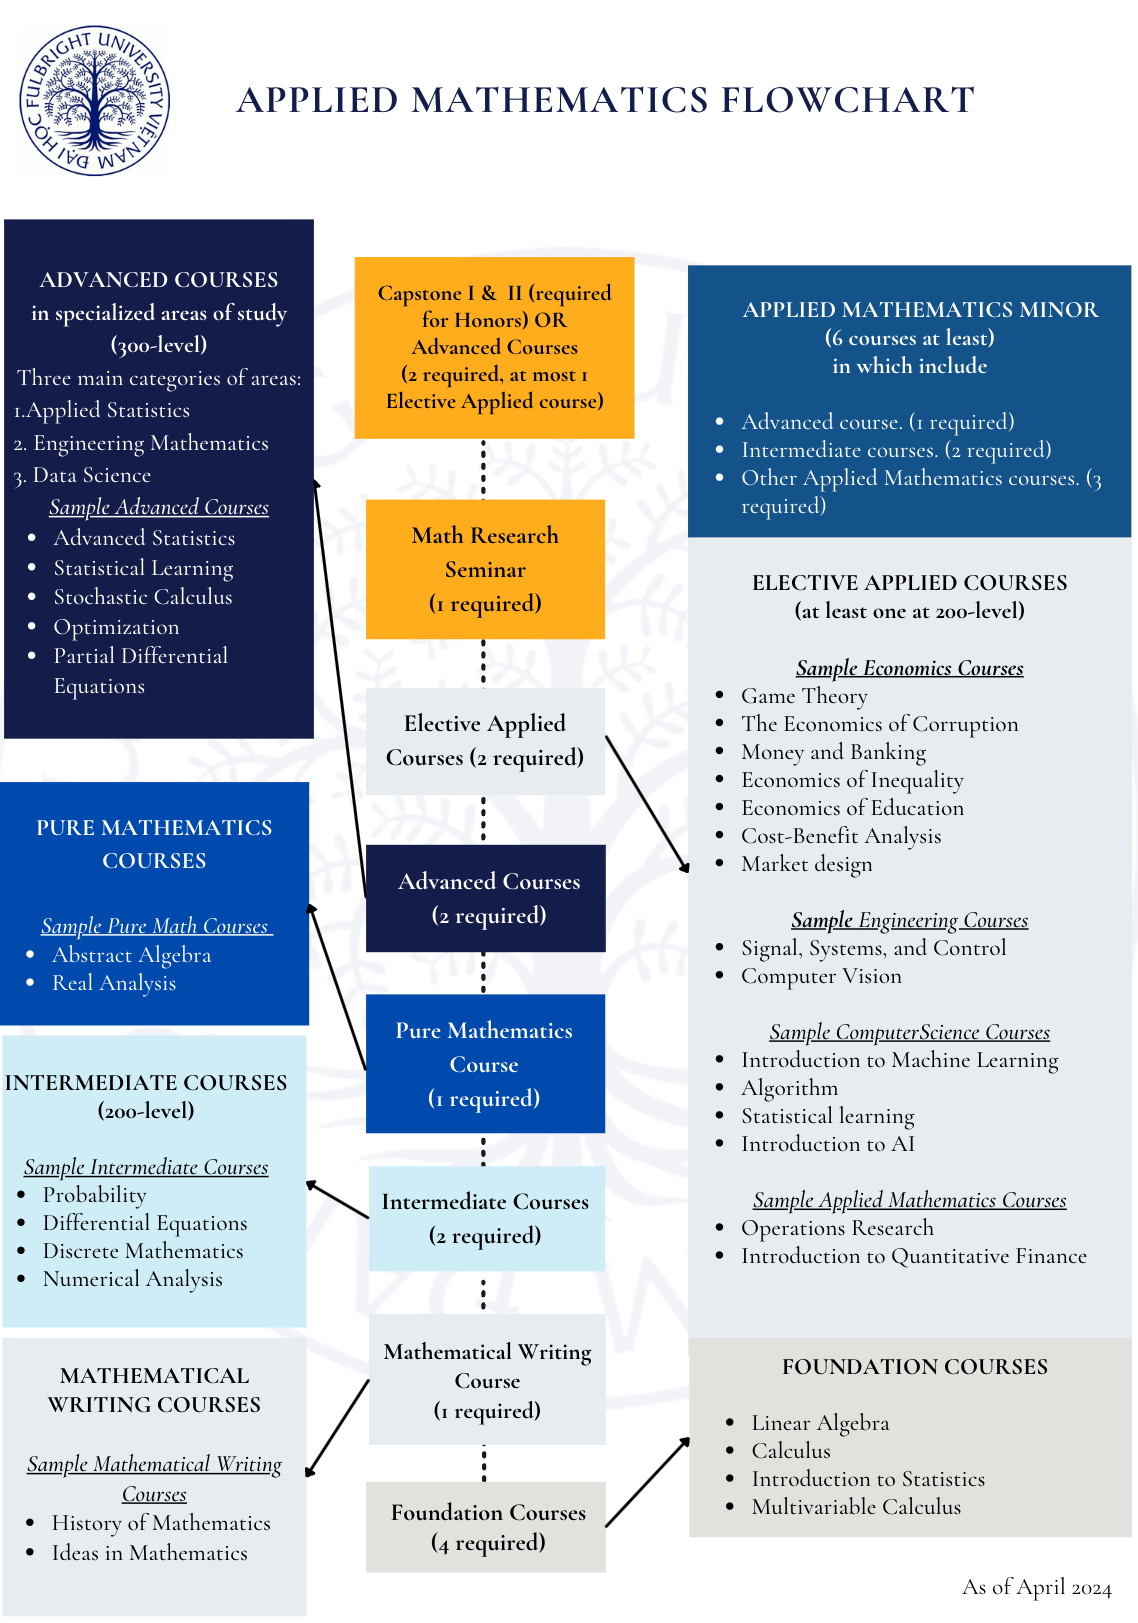 FULBRIGHT UNIVERSITY VIETNAM
ĐẠI HỌC
APPLIED MATHEMATICS FLOWCHART
ADVANCED COURSES
in specialized areas of study
(300-level)
Three main categories of areas:
1.Applied Statistics
2. Engineering Mathematics
3. Data Science
Sample Advanced Courses
• Advanced Statistics
• Statistical Learning
• Stochastic Calculus
• Optimization
• Partial Differential
Equations
PURE MATHEMATICS
COURSES
Sample Pure Math Courses
• Abstract Algebra
• Real Analysis
INTERMEDIATE COURSES
(200-level)
Sample Intermediate Courses
• Probability
• Differential Equations
• Discrete Mathematics
• Numerical Analysis
MATHEMATICAL
WRITING COURSES
Sample Mathematical Writing
Courses
• History of Mathematics
• Ideas in Mathematics
Capstone I & II (required
for Honors) OR
Advanced Courses
(2 required, at most 1
Elective Applied course)
Math Research
Seminar
(1 required)
Elective Applied
Courses (2 required)
Advanced Courses
(2 required)
Pure Mathematics
Course
(1 required)
Intermediate Courses
(2 required)
Mathematical Writing
Course
(1 required)
Foundation Courses
(4 required)
APPLIED MATHEMATICS MINOR
(6 courses at least)
in which include
• Advanced course. (1 required)
• Intermediate courses. (2 required)
• Other Applied Mathematics courses. (3
required)
ELECTIVE APPLIED COURSES
(at least one at 200-level)
Sample Economics Courses
• Game Theory
• The Economics of Corruption
• Money and Banking
• Economics of Inequality
• Economics of Education
• Cost-Benefit Analysis
• Market design
Sample Engineering Courses
• Signal, Systems, and Control
• Computer Vision
Sample ComputerScience Courses
• Introduction to Machine Learning
• Algorithm
• Statistical learning
• Introduction to AI
Sample Applied Mathematics Courses
• Operations Research
• Introduction to Quantitative Finance
FOUNDATION COURSES
• Linear Algebra
• Calculus
• Introduction to Statistics
• Multivariable Calculus
As of April 2024